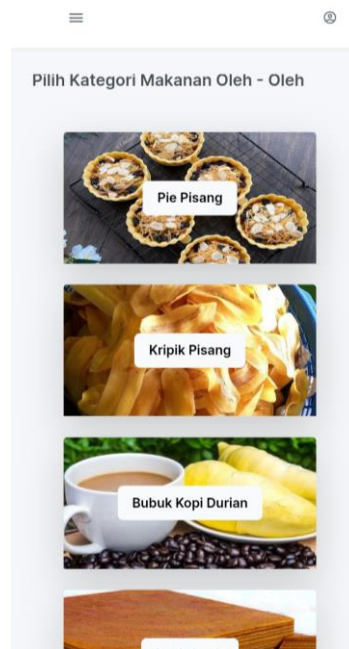 Pilih Kategori Makanan Oleh - Oleh
Pie Pisang
Kripik Pisang
Bubuk Kopi Durian